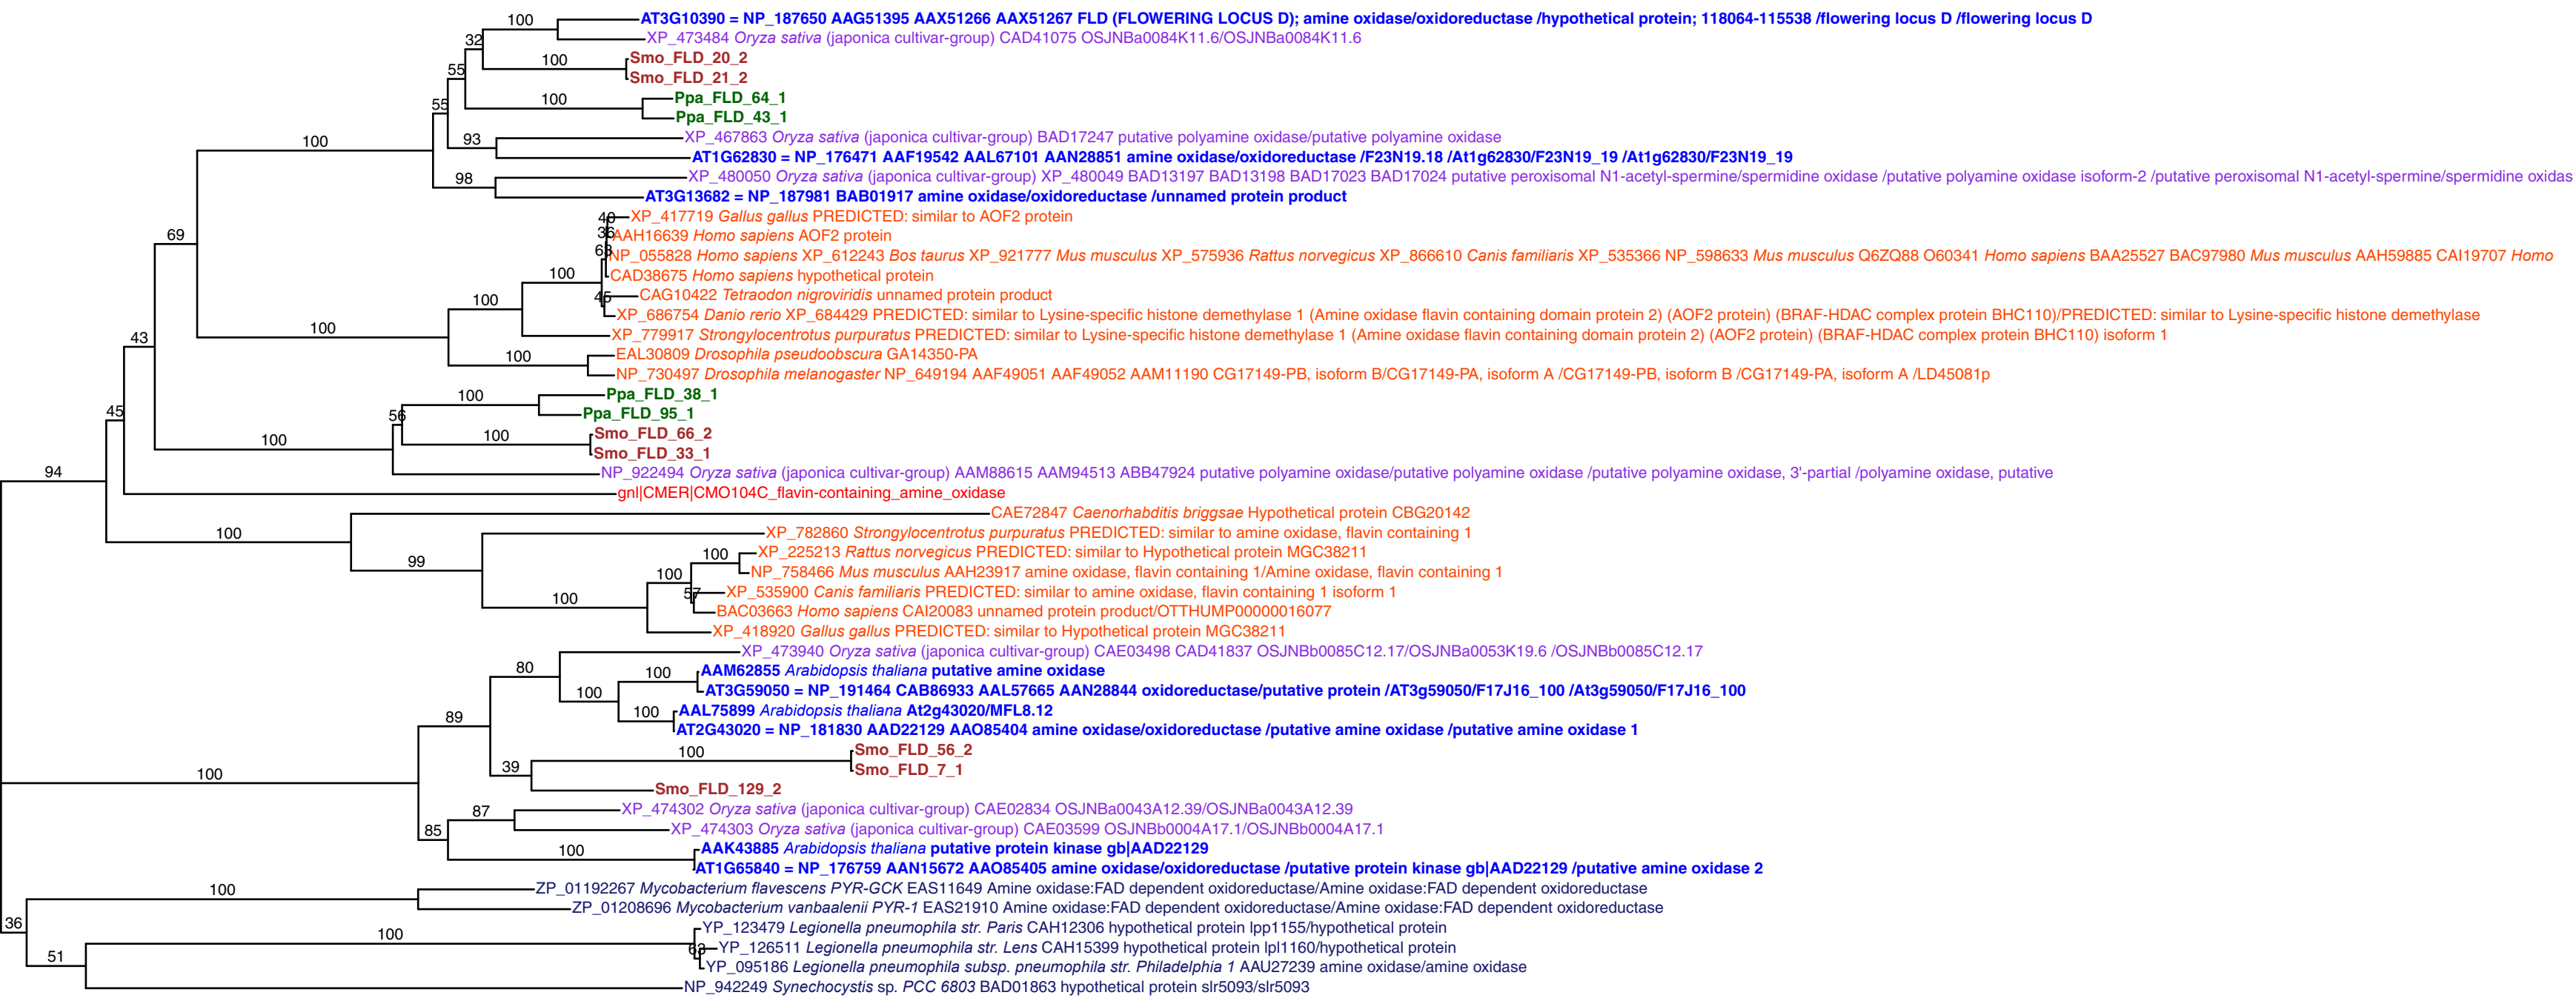 100
AT3G10390 = NP_187650 AAG51395 AAX51266 AAX51267 FLD (FLOWERING LOCUS D); amine oxidase/oxidoreductase /hypothetical protein; 118064-115538 /flowering locus D /flowering locus D
32
XP_473484 Oryza sativa (japonica cultivar-group) CAD41075 OSJNBa0084K11.6/OSJNBa0084K11.6
100
Smo_FLD_20_2
55
Smo_FLD_21_2
100
Ppa_FLD_64_1
55
Ppa_FLD_43_1
93
XP_467863 Oryza sativa (japonica cultivar-group) BAD17247 putative polyamine oxidase/putative polyamine oxidase
100
AT1G62830 = NP_176471 AAF19542 AAL67101 AAN28851 amine oxidase/oxidoreductase /F23N19.18 /At1g62830/F23N19_19 /At1g62830/F23N19_19
98
XP_480050 Oryza sativa (japonica cultivar-group) XP_480049 BAD13197 BAD13198 BAD17023 BAD17024 putative peroxisomal N1-acetyl-spermine/spermidine oxidase /putative polyamine oxidase isoform-2 /putative peroxisomal N1-acetyl-spermine/spermidine oxidas
AT3G13682 = NP_187981 BAB01917 amine oxidase/oxidoreductase /unnamed protein product
40
XP_417719 Gallus gallus PREDICTED: similar to AOF2 protein
69
36
AAH16639 Homo sapiens AOF2 protein
63
NP_055828 Homo sapiens XP_612243 Bos taurus XP_921777 Mus musculus XP_575936 Rattus norvegicus XP_866610 Canis familiaris XP_535366 NP_598633 Mus musculus Q6ZQ88 O60341 Homo sapiens BAA25527 BAC97980 Mus musculus AAH59885 CAI19707 Homo
100
CAD38675 Homo sapiens hypothetical protein
100
45
CAG10422 Tetraodon nigroviridis unnamed protein product
XP_686754 Danio rerio XP_684429 PREDICTED: similar to Lysine-specific histone demethylase 1 (Amine oxidase flavin containing domain protein 2) (AOF2 protein) (BRAF-HDAC complex protein BHC110)/PREDICTED: similar to Lysine-specific histone demethylase
100
XP_779917 Strongylocentrotus purpuratus PREDICTED: similar to Lysine-specific histone demethylase 1 (Amine oxidase flavin containing domain protein 2) (AOF2 protein) (BRAF-HDAC complex protein BHC110) isoform 1
43
100
EAL30809 Drosophila pseudoobscura GA14350-PA
NP_730497 Drosophila melanogaster NP_649194 AAF49051 AAF49052 AAM11190 CG17149-PB, isoform B/CG17149-PA, isoform A /CG17149-PB, isoform B /CG17149-PA, isoform A /LD45081p
100
Ppa_FLD_38_1
45
56
Ppa_FLD_95_1
100
100
Smo_FLD_66_2
Smo_FLD_33_1
94
NP_922494 Oryza sativa (japonica cultivar-group) AAM88615 AAM94513 ABB47924 putative polyamine oxidase/putative polyamine oxidase /putative polyamine oxidase, 3'-partial /polyamine oxidase, putative
gnl|CMER|CMO104C_flavin-containing_amine_oxidase
CAE72847 Caenorhabditis briggsae Hypothetical protein CBG20142
100
XP_782860 Strongylocentrotus purpuratus PREDICTED: similar to amine oxidase, flavin containing 1
99
100
XP_225213 Rattus norvegicus PREDICTED: similar to Hypothetical protein MGC38211
100
NP_758466 Mus musculus AAH23917 amine oxidase, flavin containing 1/Amine oxidase, flavin containing 1
57
XP_535900 Canis familiaris PREDICTED: similar to amine oxidase, flavin containing 1 isoform 1
100
BAC03663 Homo sapiens CAI20083 unnamed protein product/OTTHUMP00000016077
XP_418920 Gallus gallus PREDICTED: similar to Hypothetical protein MGC38211
XP_473940 Oryza sativa (japonica cultivar-group) CAE03498 CAD41837 OSJNBb0085C12.17/OSJNBa0053K19.6 /OSJNBb0085C12.17
80
100
AAM62855 Arabidopsis thaliana putative amine oxidase
100
AT3G59050 = NP_191464 CAB86933 AAL57665 AAN28844 oxidoreductase/putative protein /AT3g59050/F17J16_100 /At3g59050/F17J16_100
89
100
AAL75899 Arabidopsis thaliana At2g43020/MFL8.12
AT2G43020 = NP_181830 AAD22129 AAO85404 amine oxidase/oxidoreductase /putative amine oxidase /putative amine oxidase 1
100
Smo_FLD_56_2
39
Smo_FLD_7_1
100
Smo_FLD_129_2
87
XP_474302 Oryza sativa (japonica cultivar-group) CAE02834 OSJNBa0043A12.39/OSJNBa0043A12.39
85
XP_474303 Oryza sativa (japonica cultivar-group) CAE03599 OSJNBb0004A17.1/OSJNBb0004A17.1
100
AAK43885 Arabidopsis thaliana putative protein kinase gb|AAD22129
AT1G65840 = NP_176759 AAN15672 AAO85405 amine oxidase/oxidoreductase /putative protein kinase gb|AAD22129 /putative amine oxidase 2
100
ZP_01192267 Mycobacterium flavescens PYR-GCK EAS11649 Amine oxidase:FAD dependent oxidoreductase/Amine oxidase:FAD dependent oxidoreductase
ZP_01208696 Mycobacterium vanbaalenii PYR-1 EAS21910 Amine oxidase:FAD dependent oxidoreductase/Amine oxidase:FAD dependent oxidoreductase
36
100
YP_123479 Legionella pneumophila str. Paris CAH12306 hypothetical protein lpp1155/hypothetical protein
63
YP_126511 Legionella pneumophila str. Lens CAH15399 hypothetical protein lpl1160/hypothetical protein
51
YP_095186 Legionella pneumophila subsp. pneumophila str. Philadelphia 1 AAU27239 amine oxidase/amine oxidase
NP_942249 Synechocystis sp. PCC 6803 BAD01863 hypothetical protein slr5093/slr5093